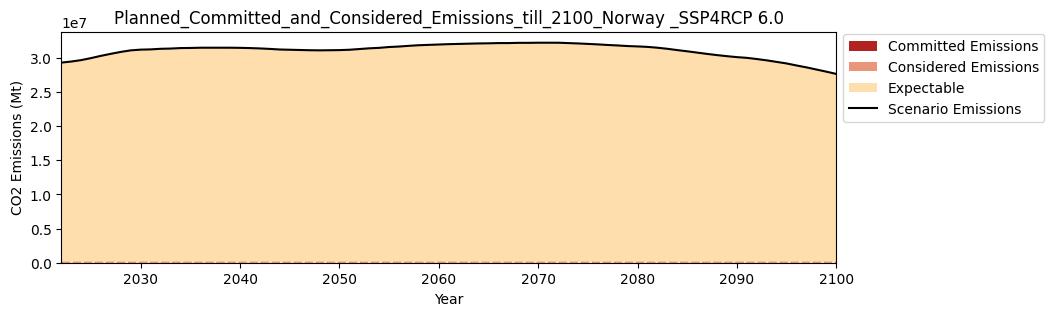 Planned_Committed_and_Considered_Emissions_till_2100_Norway _SSP4RCP 6.0
1e7
3.0
2.5
2.0
1.5
1.0
0.5
0.0
CO2 Emissions (Mt)
2030 2040 2050 2060 2070 2080 2090 2100
Year
Committed Emissions
Considered Emissions
Expectable
Scenario Emissions